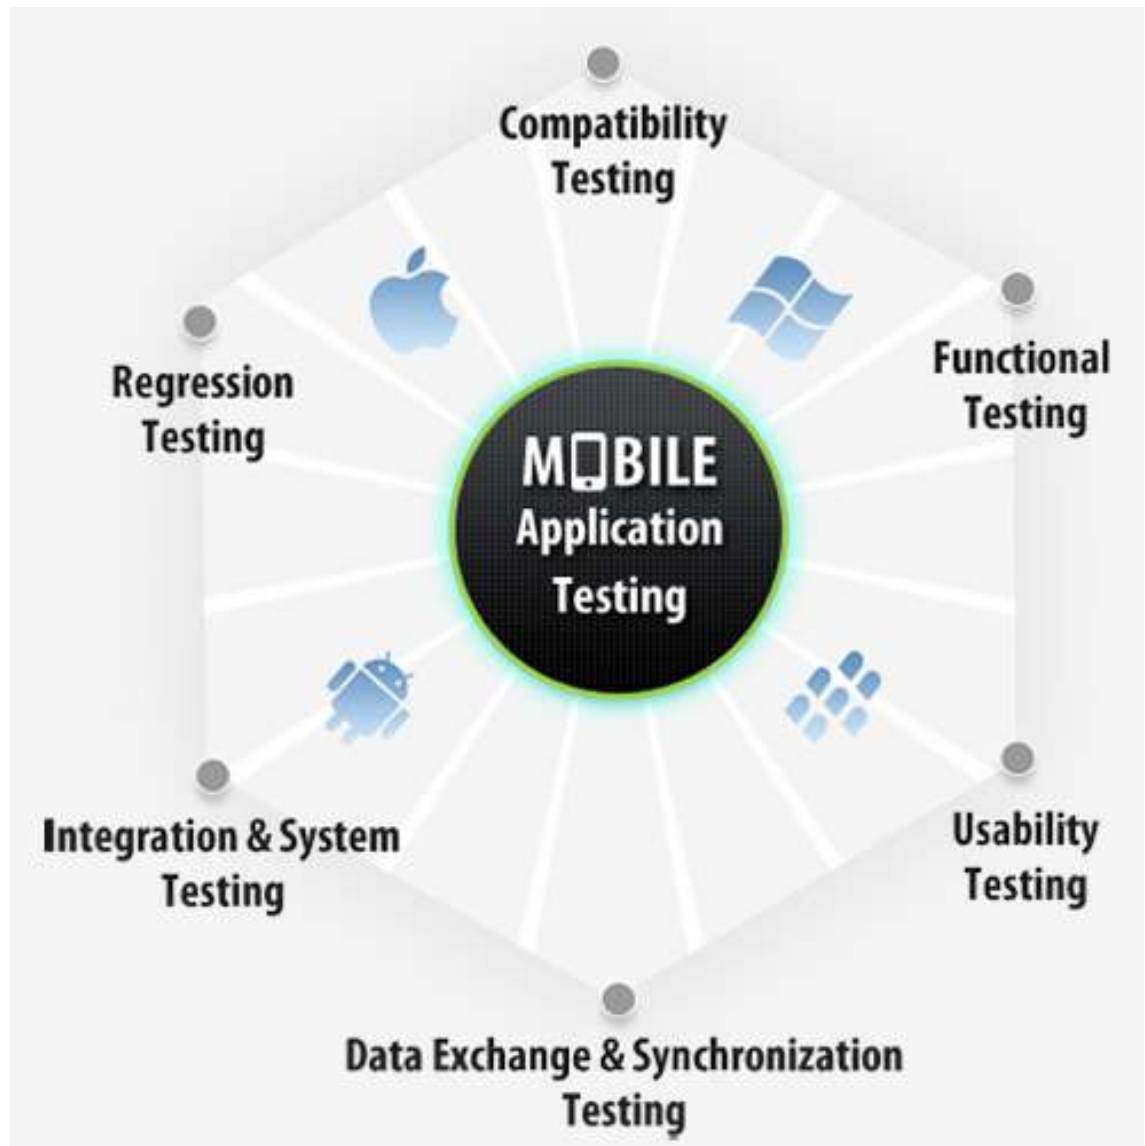 Compatibility
Testing
Functional
Testing
Regression
Testing
MOBILE
Application
Testing
Usability
Testing
Integration & System
Testing
Data Exchange & Synchronization
Testing